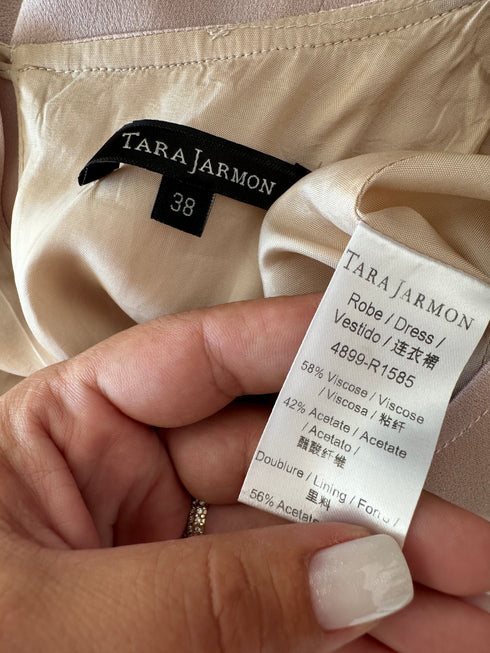 TARA JARMON
38
TARA JARMON
Robe / Dress /
Vestido / 连衣裙
4899-R1585
58% Viscose / Viscose
/ Viscosa / 粘纤
42% Acetate / Acetate
/ Acetato /
醋酸纤维
Doublure / Lining /
里料
56% Acetate